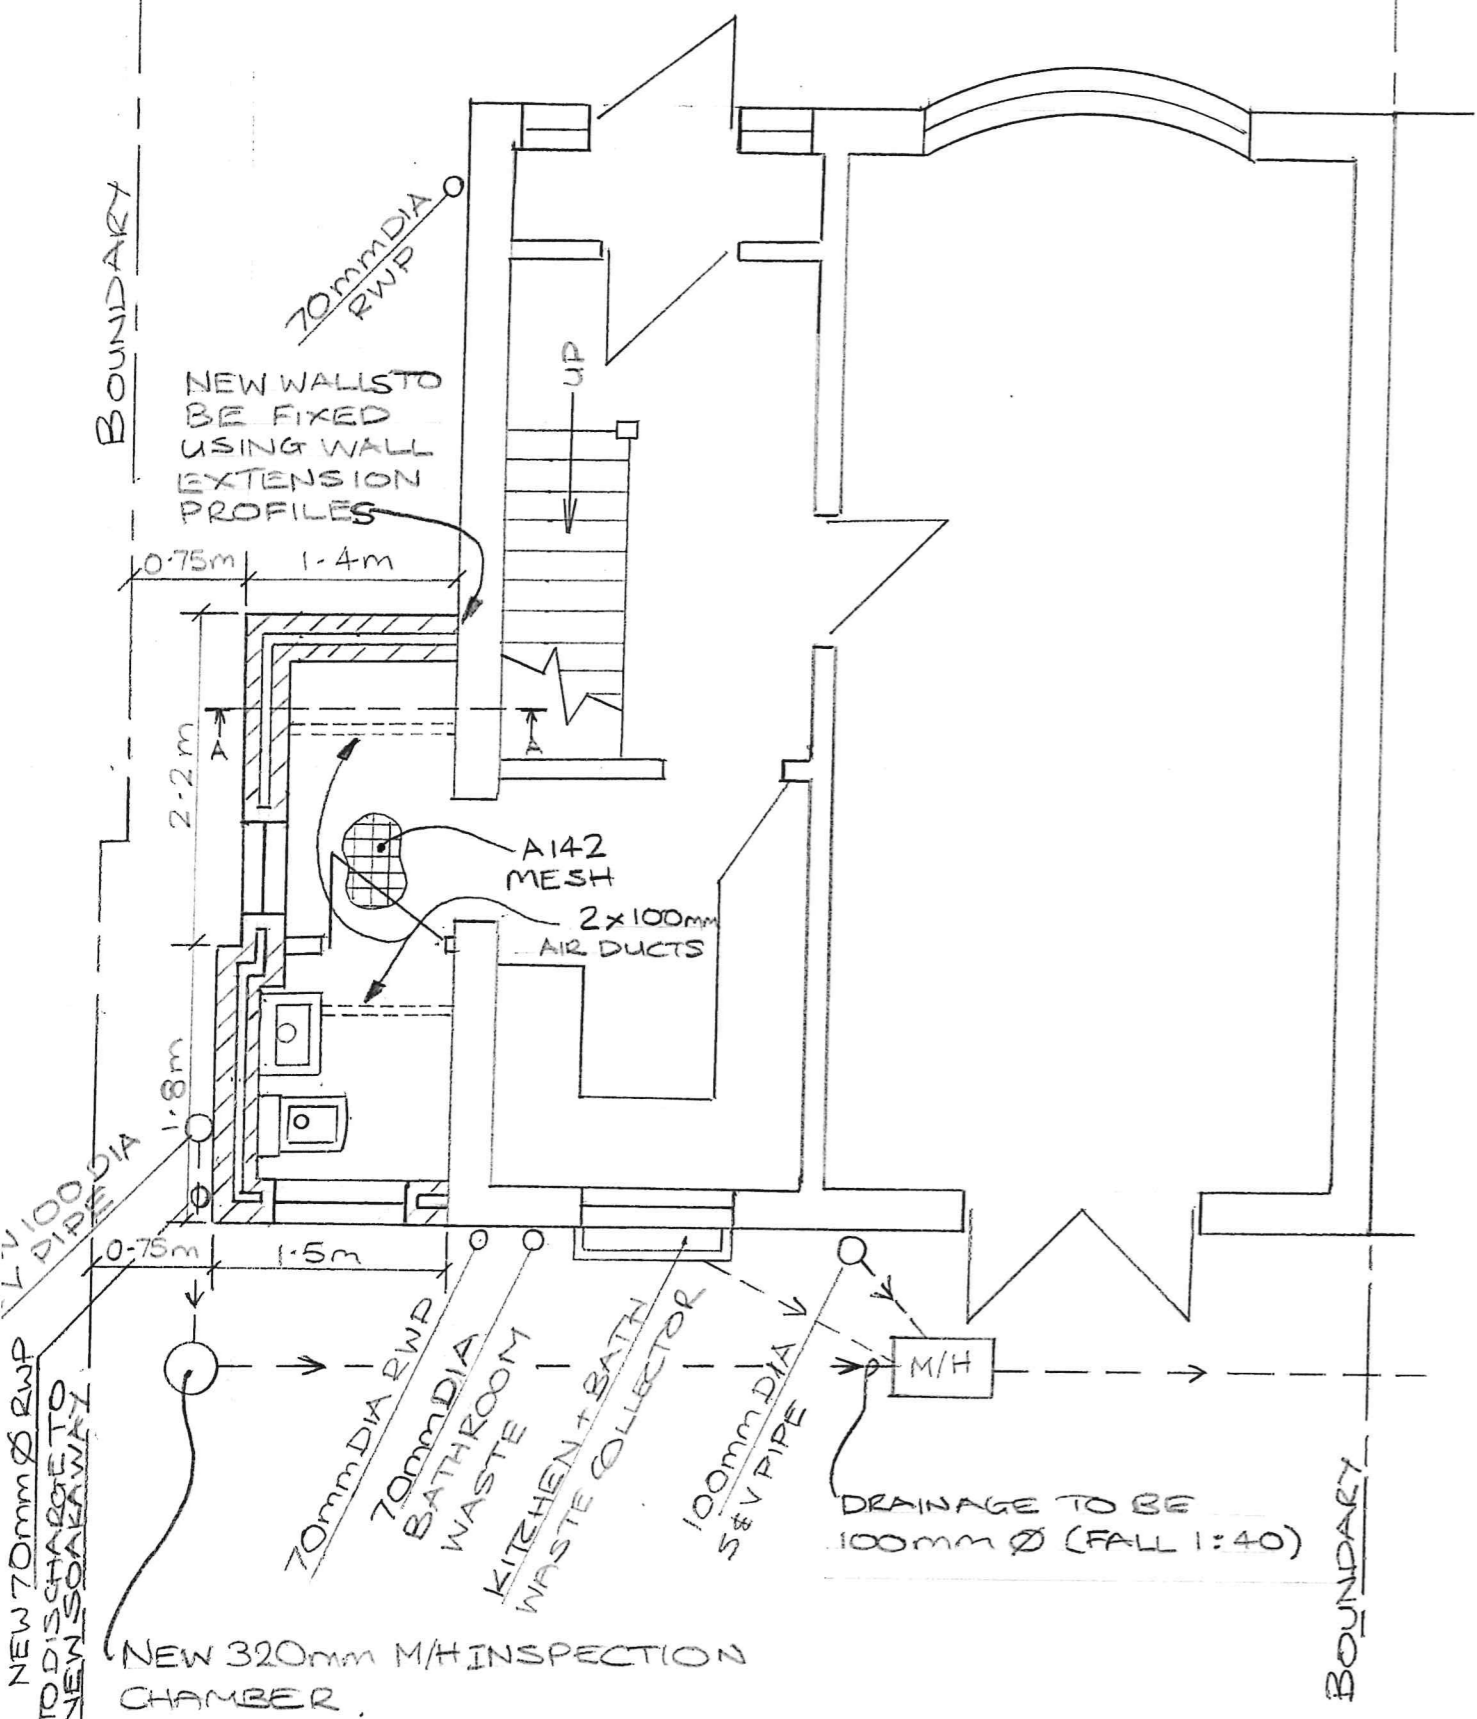 BOUNDARY
70mm DIA
RWP
NEW WALLS TO
BE FIXED
USING WALL
EXTENSION
PROFILES
UP
0.75m
1.4m
2.2m
A
A
A142
MESH
2x100mm
AIR DUCTS
1.8m
100 DIA
PIPE
0.75m
1.5m
NEW 70mm Ø RWP
TO DISCHARGE TO
NEW SOAKAWAY
70mm DIA RWP
70mm DIA
BATHROOM
WASTE
KITCHEN + BATH
WASTE COLLECTOR
100mm DIA
S & V PIPE
M/H
DRAINAGE TO BE
100mm Ø (FALL 1:40)
BOUNDARY
NEW 320mm M/H INSPECTION
CHAMBER.